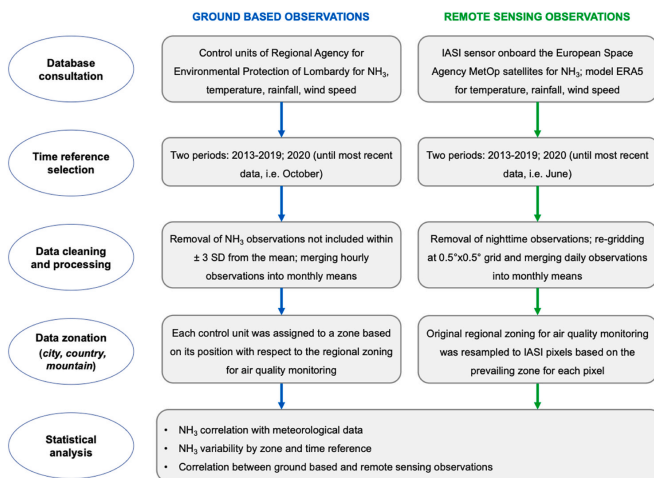 GROUND BASED OBSERVATIONS
REMOTE SENSING OBSERVATIONS
Database
consultation
Control units of Regional Agency for
Environmental Protection of Lombardy for NH₃,
temperature, rainfall, wind speed
IASI sensor onboard the European Space
Agency MetOp satellites for NH₃; model ERA5
for temperature, rainfall, wind speed
Time reference
selection
Two periods: 2013-2019; 2020 (until most recent
data, i.e. October)
Two periods: 2013-2019; 2020 (until most recent
data, i.e. June)
Data cleaning
and processing
Removal of NH₃ observations not included within
± 3 SD from the mean; merging hourly
observations into monthly means
Removal of nighttime observations; re-gridding
at 0.5°x0.5° grid and merging daily observations
into monthly means
Data zonation
(city, country,
mountain)
Each control unit was assigned to a zone based
on its position with respect to the regional zoning
for air quality monitoring
Original regional zoning for air quality monitoring
was resampled to IASI pixels based on the
prevailing zone for each pixel
Statistical
analysis
• NH₃ correlation with meteorological data
• NH₃ variability by zone and time reference
• Correlation between ground based and remote sensing observations